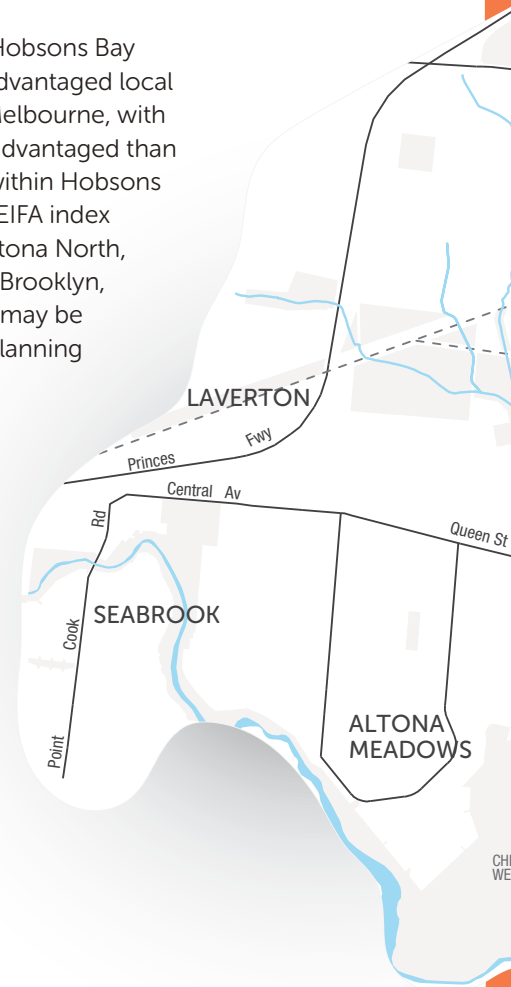 Hobsons Bay
dvantaged local
elbourne, with
advantaged than
within Hobsons
EIFA index
tona North,
Brooklyn,
may be
lanning
LAVERTON
Princes
Fwy
Central Av
Rd
Queen St
SEABROOK
Cook
Point
ALTONA
MEADOWS
CH
WE